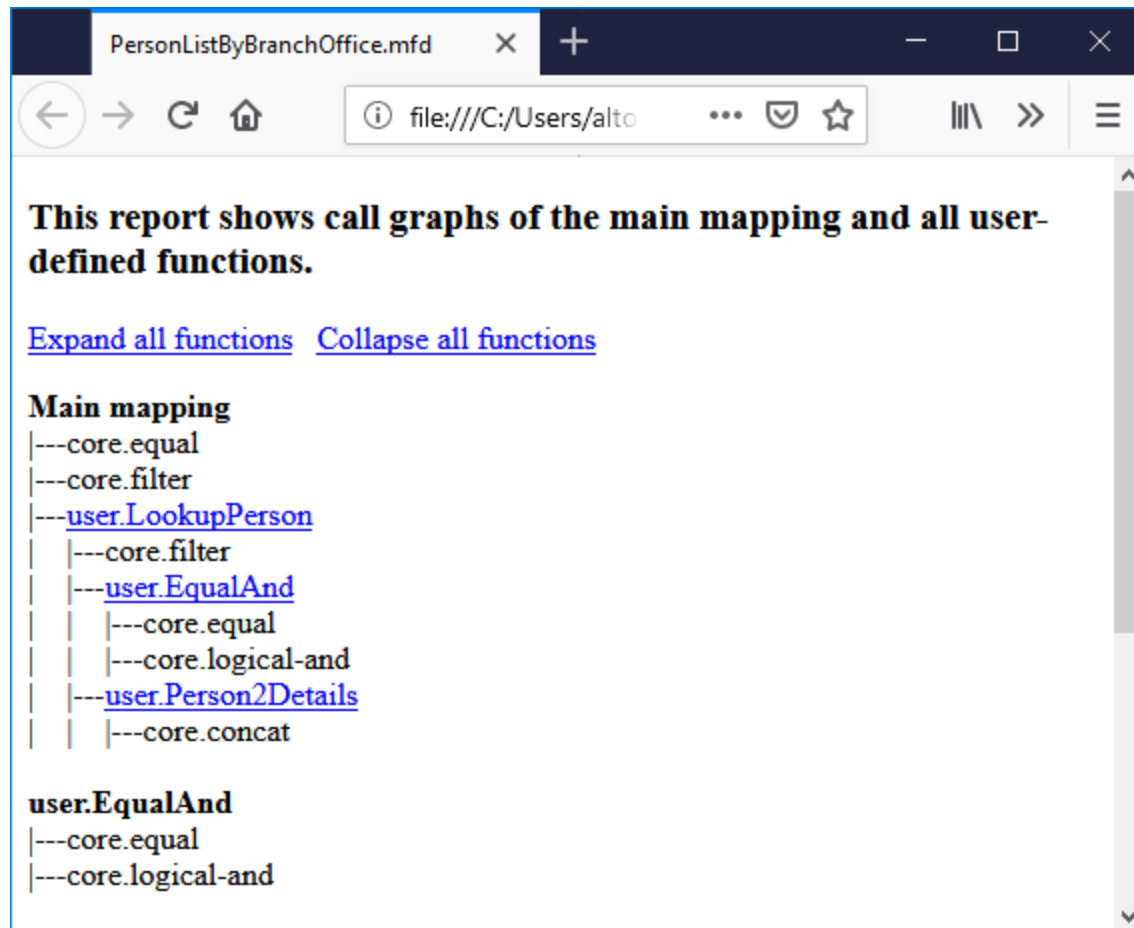 PersonListByBranchOffice.mfd
file:///C:/Users/alto
This report shows call graphs of the main mapping and all user-
defined functions.
Expand all functions Collapse all functions
Main mapping
|---core.equal
|---core.filter
|---user.LookupPerson
| |---core.filter
| |---user.EqualAnd
| | |---core.equal
| | |---core.logical-and
| |---user.Person2Details
| | |---core.concat
user.EqualAnd
|---core.equal
|---core.logical-and